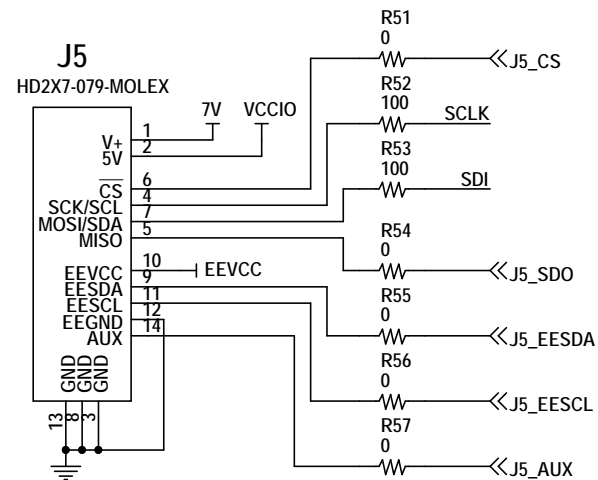 J5
HD2X7-079-MOLEX
V+ 1
5V 2
CS 6
SCK/SCL 4
MOSI/SDA 7
MISO 5
EEVCC 10
EESDA 9
EESCL 11
EEGND 12
AUX 14
GND GND GND
13 8 3
7V VCCIO
EEVCC
R51
0
J5_CS
R52
100
SCLK
R53
100
SDI
R54
0
J5_SDO
R55
0
J5_EESDA
R56
0
J5_EESCL
R57
0
J5_AUX